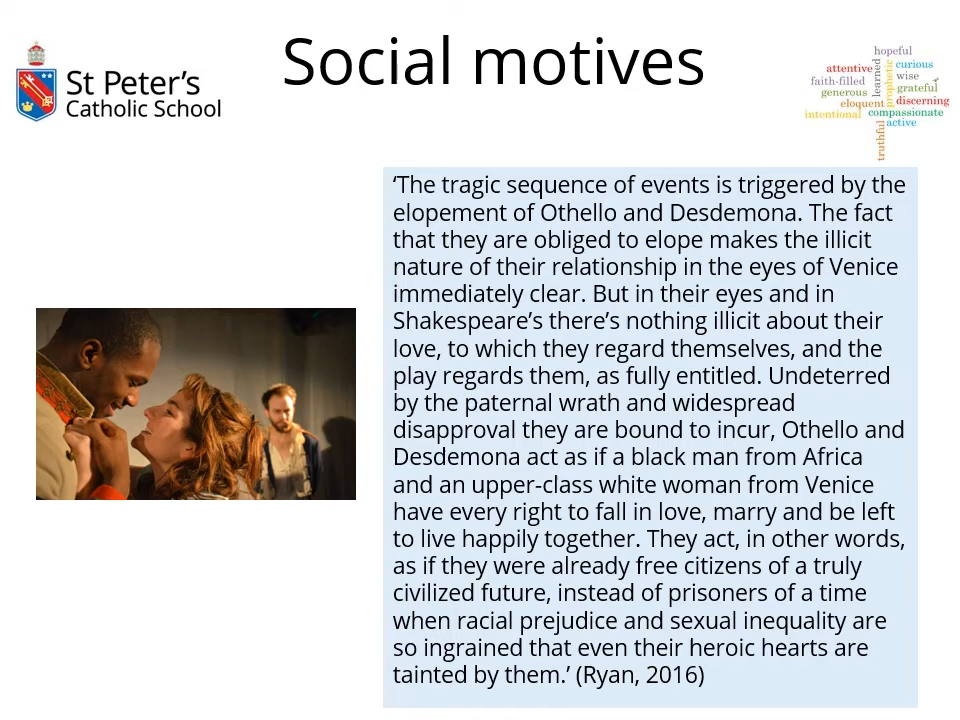 Social motives
St Peter's
Catholic School
hopeful
attentive
curious
faith-filled
learned
prophetic
wise
generous
grateful
eloquent
discerning
intentional
compassionate
active
truthful
‘The tragic sequence of events is triggered by the
elopement of Othello and Desdemona. The fact
that they are obliged to elope makes the illicit
nature of their relationship in the eyes of Venice
immediately clear. But in their eyes and in
Shakespeare’s there’s nothing illicit about their
love, to which they regard themselves, and the
play regards them, as fully entitled. Undeterred
by the paternal wrath and widespread
disapproval they are bound to incur, Othello and
Desdemona act as if a black man from Africa
and an upper-class white woman from Venice
have every right to fall in love, marry and be left
to live happily together. They act, in other words,
as if they were already free citizens of a truly
civilized future, instead of prisoners of a time
when racial prejudice and sexual inequality are
so ingrained that even their heroic hearts are
tainted by them.’ (Ryan, 2016)